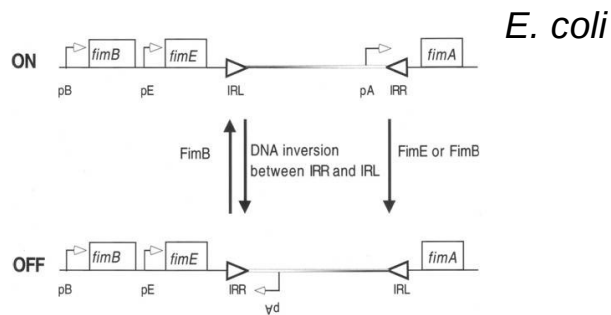 E. coli
ON
fimB fimE fimA
pB pE IRL pA IRR
FimB DNA inversion between IRR and IRL FimE or FimB
OFF
fimB fimE fimA
pB pE IRR IRL
pA